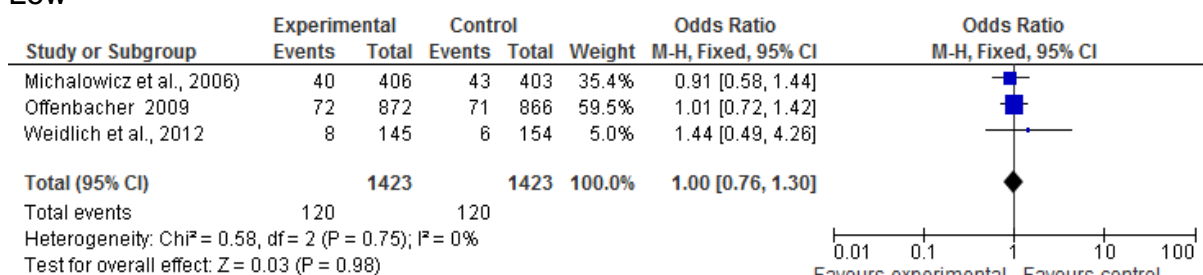 Low
Experimental Control Odds Ratio Odds Ratio
Study or Subgroup Events Total Events Total Weight M-H, Fixed, 95% CI M-H, Fixed, 95% CI
Michalowicz et al., 2006) 40 406 43 403 35.4% 0.91 [0.58, 1.44]
Offenbacher 2009 72 872 71 866 59.5% 1.01 [0.72, 1.42]
Weidlich et al., 2012 8 145 6 154 5.0% 1.44 [0.49, 4.26]
Total (95% CI) 1423 1423 100.0% 1.00 [0.76, 1.30]
Total events 120 120
Heterogeneity: Chi² = 0.58, df = 2 (P = 0.75); I² = 0%
Test for overall effect: Z = 0.03 (P = 0.98)
0.01 0.1 1 10 100
Favours experimental Favours control